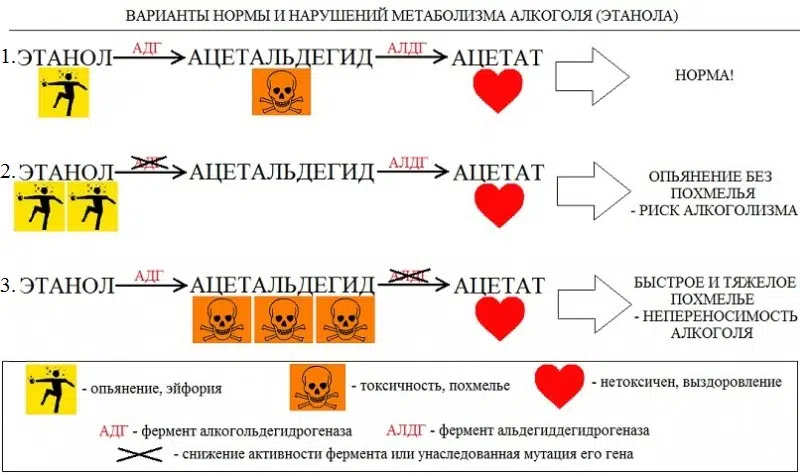 ВАРИАНТЫ НОРМЫ И НАРУШЕНИЙ МЕТАБОЛИЗМА АЛКОГОЛЯ (ЭТАНОЛА)
1. ЭТАНОЛ АДГ АЦЕТАЛЬДЕГИД АЛДГ АЦЕТАТ
НОРМА!
2. ЭТАНОЛ АДГ АЦЕТАЛЬДЕГИД АЛДГ АЦЕТАТ
ОПЬЯНЕНИЕ БЕЗ
ПОХМЕЛЬЯ
- РИСК АЛКОГОЛИЗМА
3. ЭТАНОЛ АДГ АЦЕТАЛЬДЕГИД АЛДГ АЦЕТАТ
БЫСТРОЕ И ТЯЖЕЛОЕ
ПОХМЕЛЬЕ
- НЕПЕРЕНОСИМОСТЬ
АЛКОГОЛЯ
- опьянение, эйфория
- токсичность, похмелье
- нетоксичен, выздоровление
АДГ - фермент алкогольдегидрогеназа
АЛДГ - фермент альдегиддегидрогеназа
- снижение активности фермента или унаследованная мутация его гена